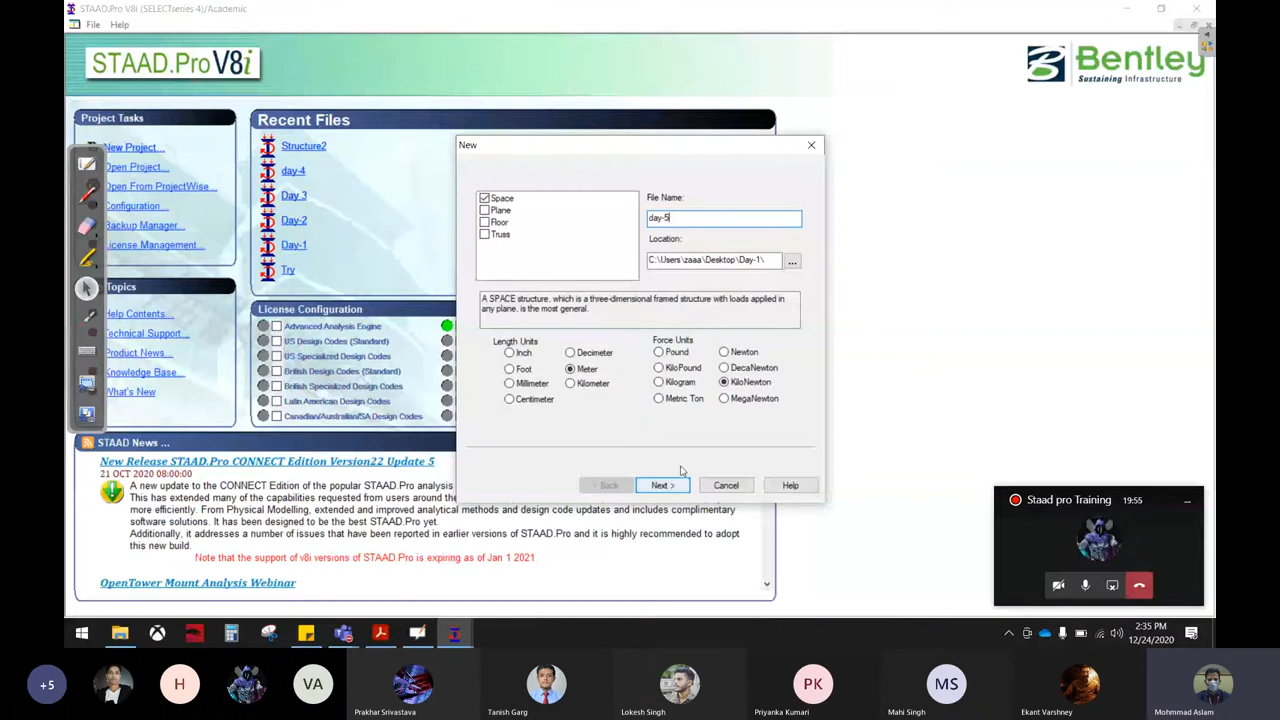 STAAD.Pro V8i (SELECTseries 4)/Academic
File Help
STAAD.Pro V8i
Bentley
Sustaining Infrastructure
Project Tasks
New Project...
Open Project...
Open From ProjectWise...
Configuration...
Backup Manager...
License Management...
Topics
Help Contents...
Technical Support...
Product News...
Knowledge Base...
What's New
Recent Files
Structure2
day-4
Day 3
Day-2
Day-1
Try
License Configuration
Advanced Analysis Engine
US Design Codes (Standard)
US Specialized Design Codes
British Design Codes (Standard)
British Specialized Design Codes
Latin American Design Codes
Canadian/Australian/SA Design Codes
New
Space
Plane
Floor
Truss
File Name:
day-5
Location:
C:\Users\zaaa\Desktop\Day-1\
...
A SPACE structure, which is a three-dimensional framed structure with loads applied in
any plane, is the most general.
Length Units
Inch
Foot
Millimeter
Centimeter
Decimeter
Meter
Kilometer
Force Units
Pound
KiloPound
Kilogram
Metric Ton
Newton
DecaNewton
KiloNewton
MegaNewton
< Back
Next >
Cancel
Help
STAAD News ...
New Release STAAD.Pro CONNECT Edition Version22 Update 5
21 OCT 2020 08:00:00
A new update to the CONNECT Edition of the popular STAAD.Pro analysis
This has extended many of the capabilities requested from users around the
more efficiently. From Physical Modelling, extended and improved analytical methods and design code updates and includes complimentary
software solutions. It has been designed to be the best STAAD.Pro yet.
Additionally, it addresses a number of issues that have been reported in earlier versions of STAAD.Pro and it is highly recommended to adopt
this new build.
Note that the support of v8i versions of STAAD.Pro is expiring as of Jan 1 2021
OpenTower Mount Analysis Webinar
Staad pro Training 19:55
2:35 PM
12/24/2020
+5
H
VA
PK
MS
Prakhar Srivastava
Tanish Garg
Lokesh Singh
Priyanka Kumari
Mahi Singh
Ekant Varshney
Mohmmad Aslam